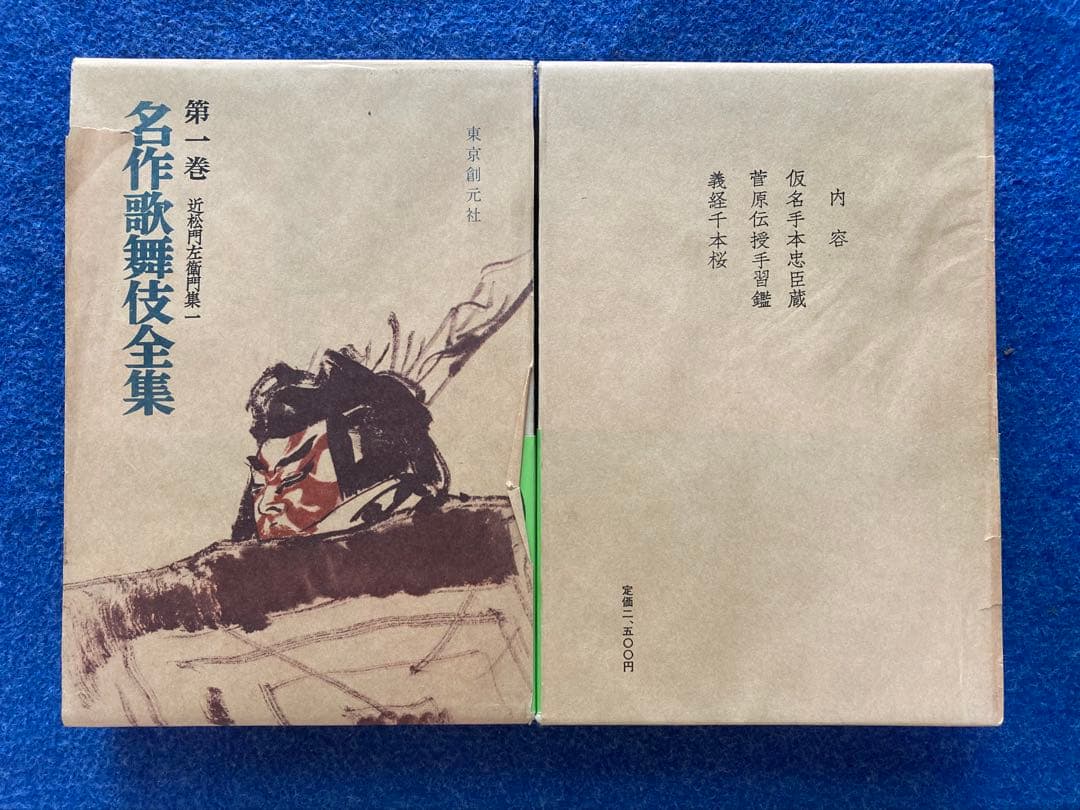 東京創元社
第一巻 近松門左衛門集一
名作歌舞伎全集
内容
仮名手本忠臣蔵
菅原伝授手習鑑
義経千本桜
定価二、五〇〇円